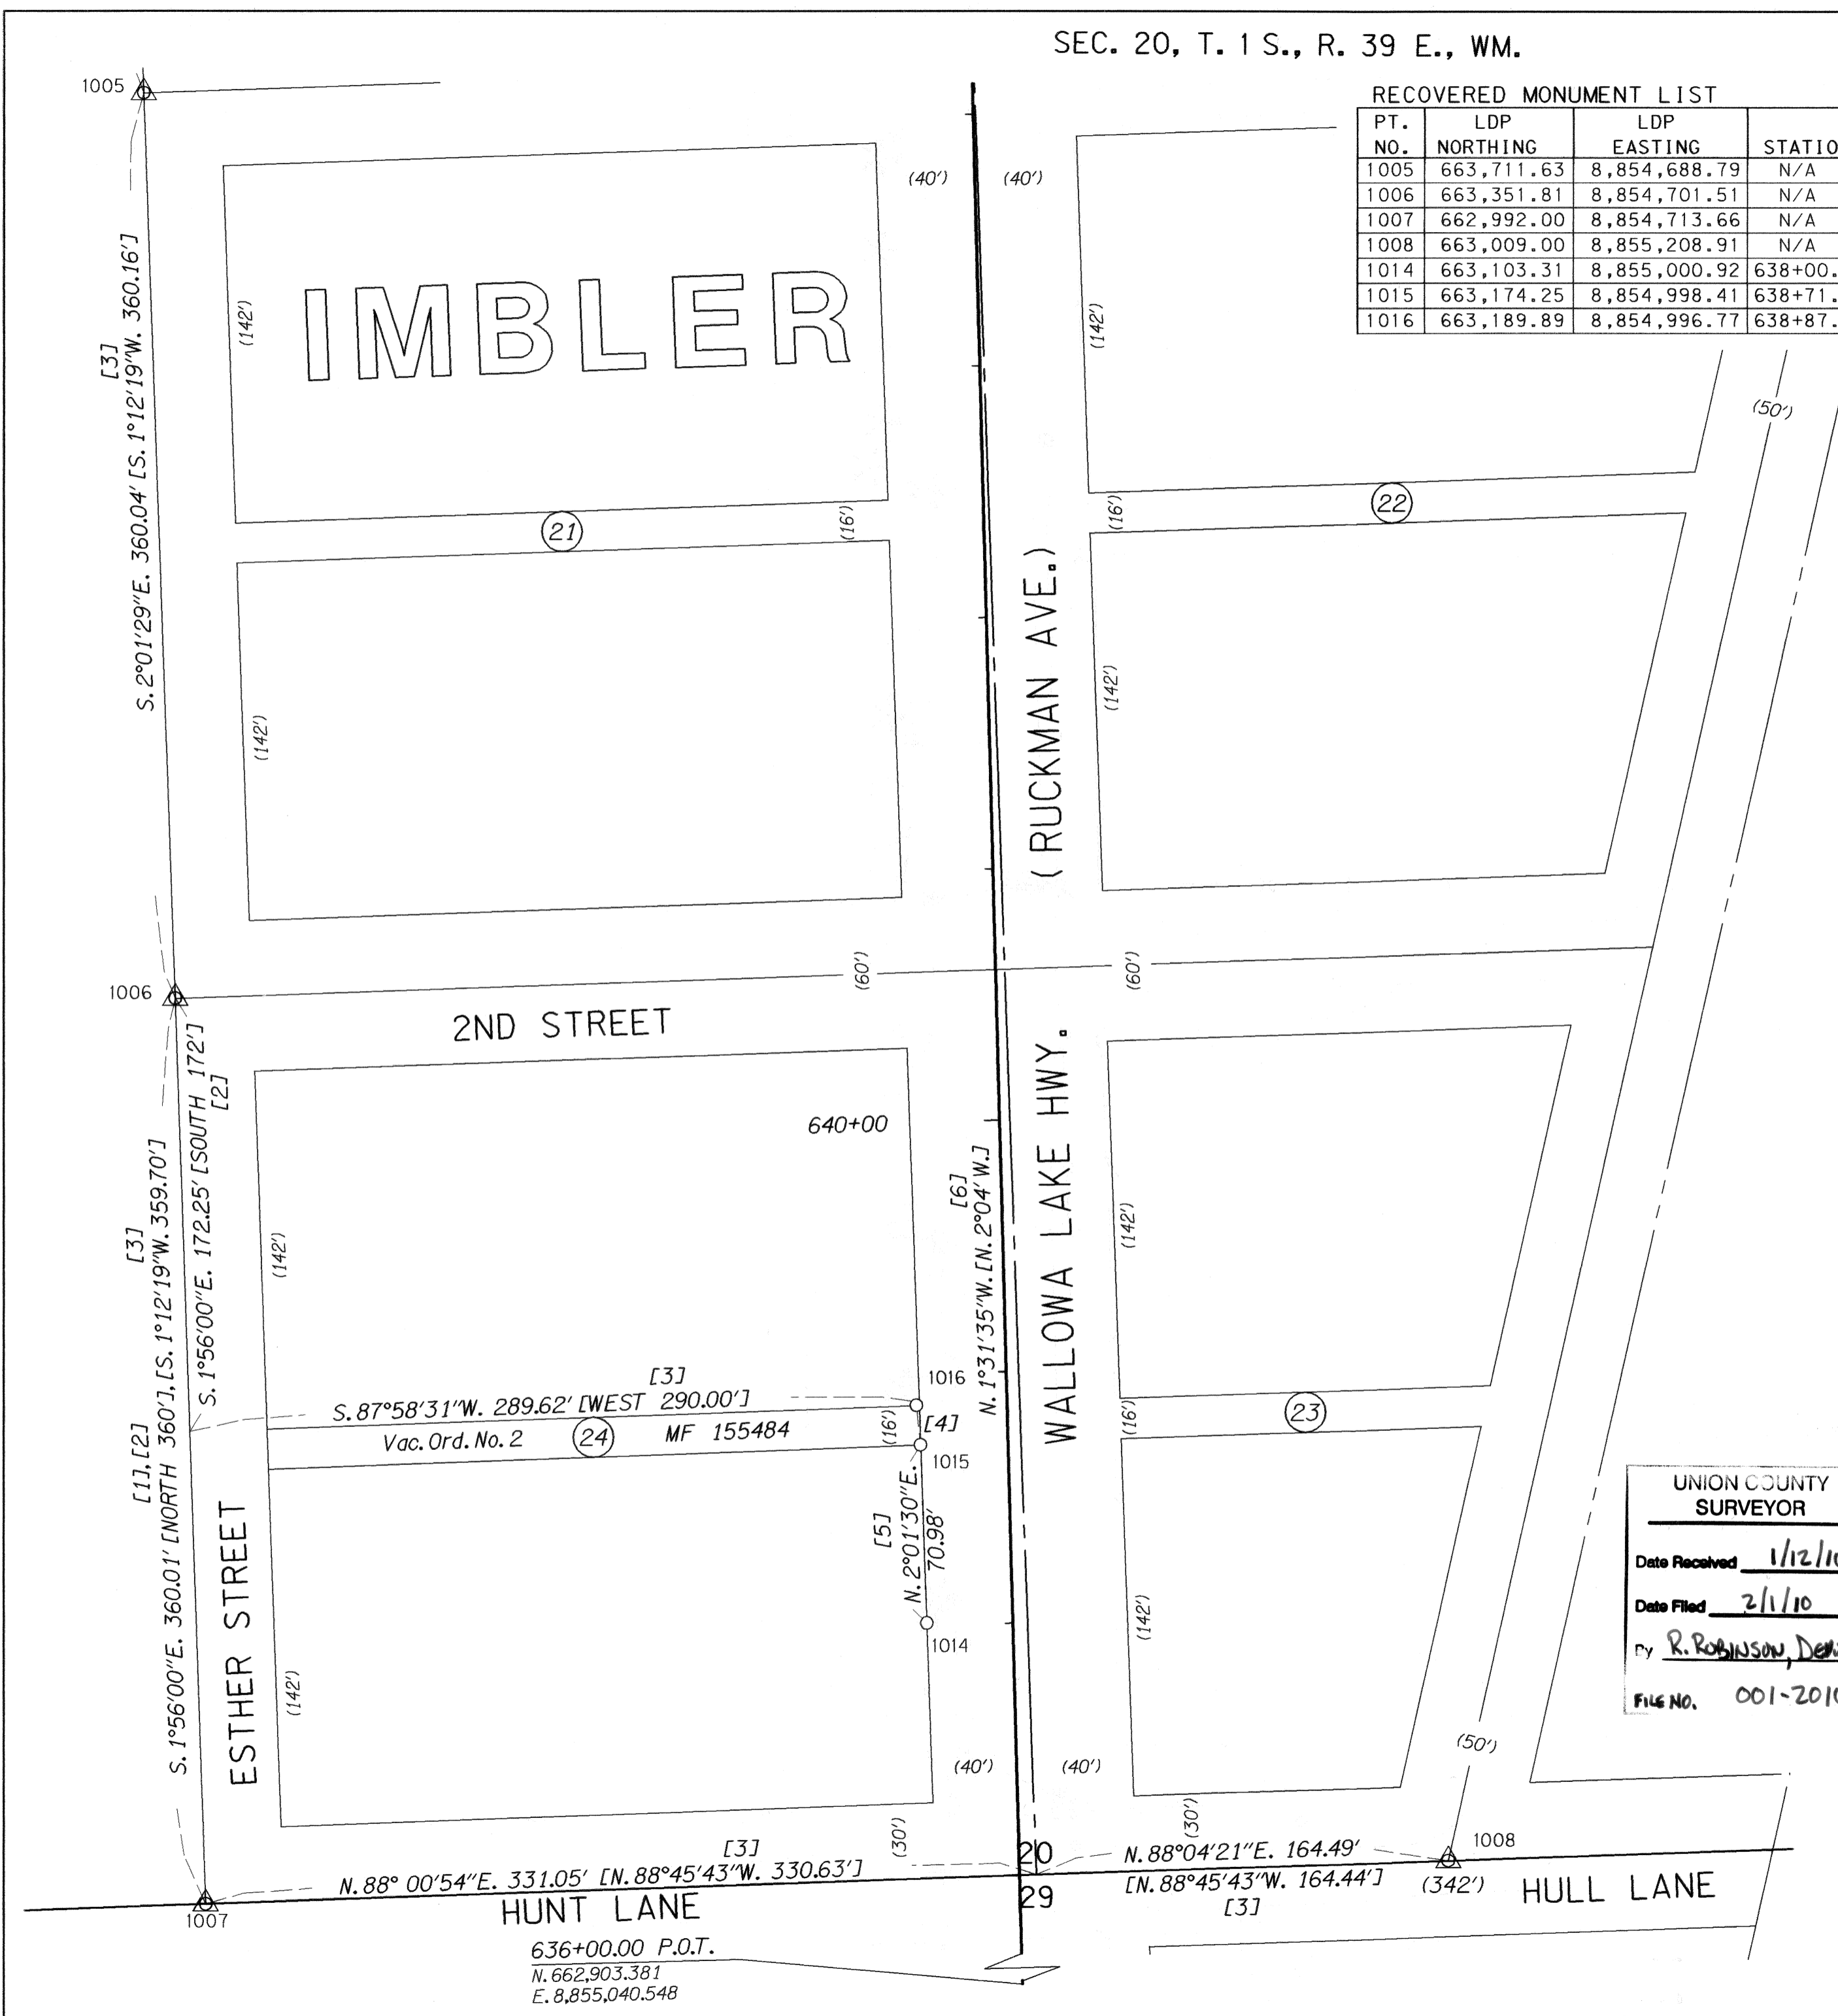 SEC. 20, T. 1 S., R. 39 E., WM.
RECOVERED MONUMENT LIST
PT. NO. LDP NORTHING LDP EASTING STATIO
1005 663,711.63 8,854,688.79 N/A
1006 663,351.81 8,854,701.51 N/A
1007 662,992.00 8,854,713.66 N/A
1008 663,009.00 8,855,208.91 N/A
1014 663,103.31 8,855,000.92 638+00.
1015 663,174.25 8,854,998.41 638+71.
1016 663,189.89 8,854,996.77 638+87.
1005
(40')
(40')
IMBLER
(142')
(142')
(50')
[3]
S. 2°01'29"E. 360.04' [S. 1°12'19"W. 360.16']
21
(16')
(16')
22
(142')
(142')
(RUCKMAN AVE.)
1006
(60')
(60')
2ND STREET
S. 1°56'00"E. 172.25' [SOUTH 172']
[2]
640+00
(142')
(142')
[6]
N. 1°31'35"W. [N. 2°04' W.]
WALLOWA LAKE HWY.
[3]
[1],[2]
S. 1°56'00"E. 360.01' [NORTH 360'],[S. 1°12'19"W. 359.70']
[3]
S. 87°58'31"W. 289.62' [WEST 290.00']
1016
Vac. Ord. No. 2
24
MF 155484
(16')
[4]
1015
(16')
23
[5]
N. 2°01'30"E.
70.98'
1014
ESTHER STREET
(142')
(142')
UNION COUNTY
SURVEYOR
Date Received 1/12/10
Date Filed 2/1/10
By R. ROBINSON,
FILE NO. 001-2010
(50')
(40')
(40')
(30')
(30')
[3]
N. 88°00'54"E. 331.05' [N. 88°45'43"W. 330.63']
20
29
N. 88°04'21"E. 164.49'
[N. 88°45'43"W. 164.44']
[3]
1008
(342')
HULL LANE
1007
HUNT LANE
636+00.00 P.O.T.
N. 662,903.381
E. 8,855,040.548